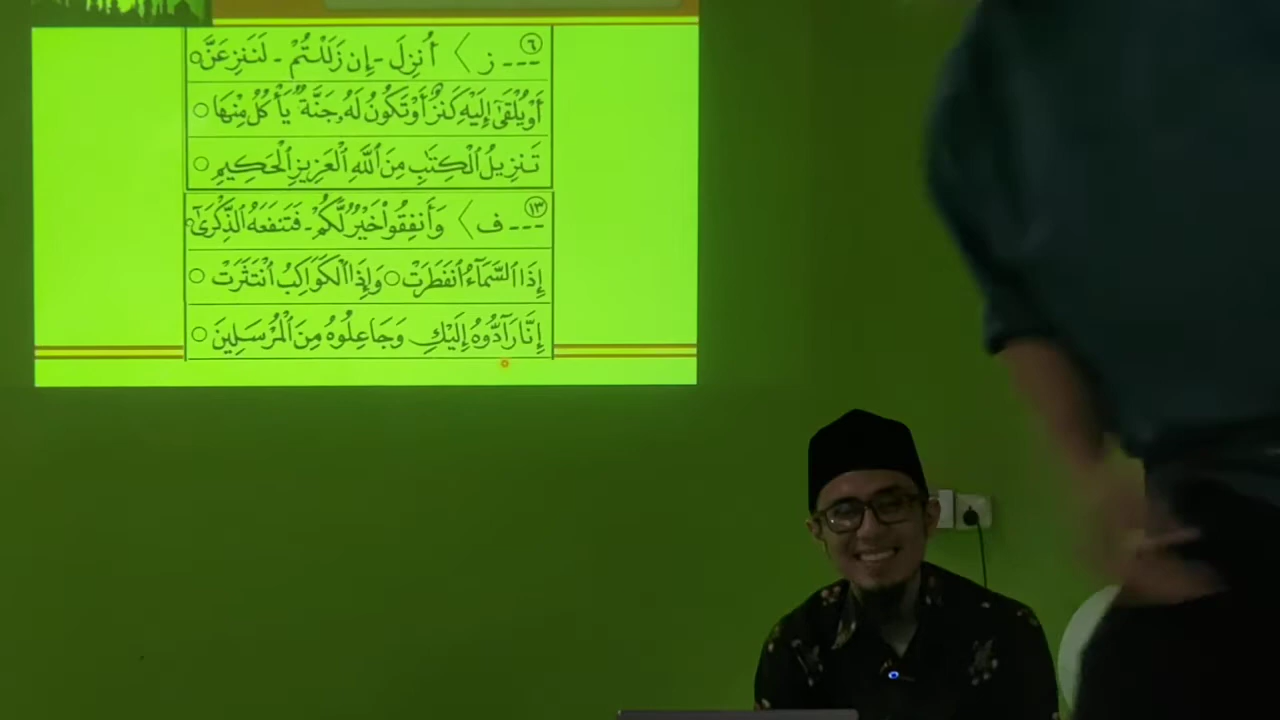 ٦ --- ز 〉 أُنزِلَ - إِن زَلَلْتُمْ - لَنَنزِعَنَّ ○
أَوْ يُلْقَىٰٓ إِلَيْهِ كَنزٌ أَوْ تَكُونُ لَهُۥ جَنَّةٌ يَأْكُلُ مِنْهَا ○
تَنزِيلُ الْكِتَٰبِ مِنَ اللَّهِ الْعَزِيزِ الْحَكِيمِ ○
١٣ --- ف 〉 وَأَنفِقُوا۟ خَيْرٌ لَّكُمْ - فَتَنفَعَهُ الذِّكْرَىٰٓ ○
إِذَا السَّمَآءُ انفَطَرَتْ ○ وَإِذَا الْكَوَاكِبُ انتَثَرَتْ ○
إِنَّا رَآدُّوهُ إِلَيْكِ وَجَاعِلُوهُ مِنَ الْمُرْسَلِينَ ○